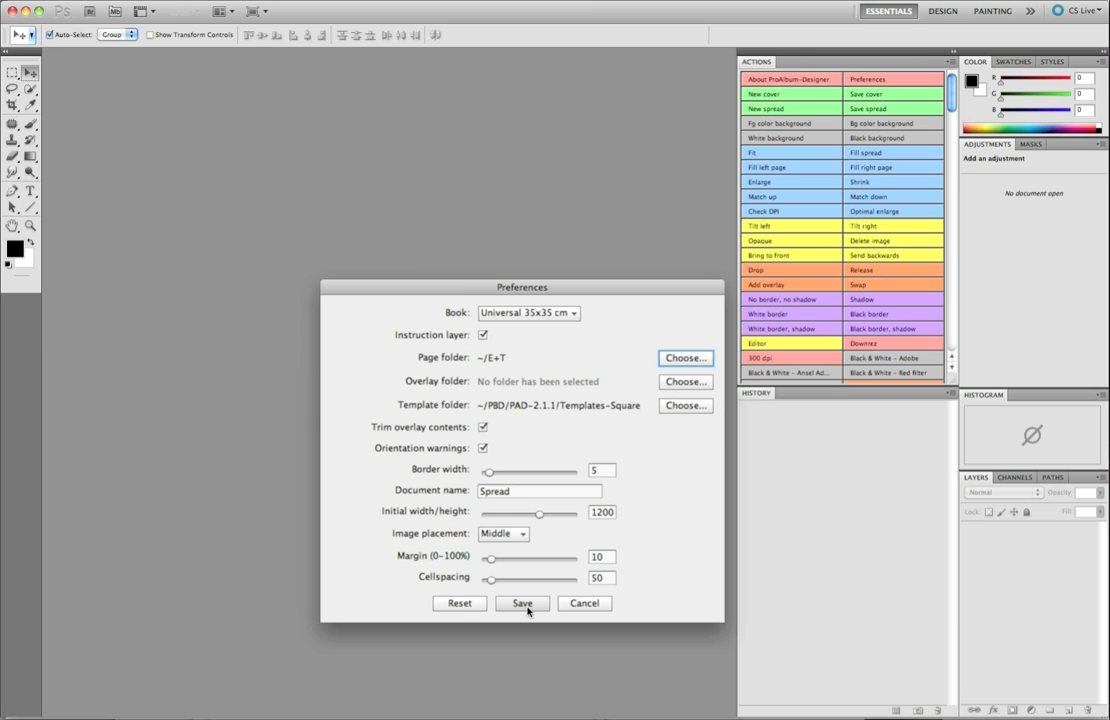 Ps Br Mb ESSENTIALS DESIGN PAINTING CS Live
Auto-Select: Group Show Transform Controls
ACTIONS
About ProAlbum-Designer Preferences
New cover Save cover
New spread Save spread
Fg color background Bg color background
White background Black background
Fit Fill spread
Fill left page Fill right page
Enlarge Shrink
Match up Match down
Check DPI Optimal enlarge
Tilt left Tilt right
Opaque Delete image
Bring to front Send backwards
Drop Release
Add overlay Swap
No border, no shadow Shadow
White border Black border
White border, shadow Black border, shadow
Editor Downrez
300 dpi Black & White - Adobe
Black & White - Ansel Ad... Black & White - Red filter
HISTORY
COLOR SWATCHES STYLES
R 0
G 0
B 0
ADJUSTMENTS MASKS
Add an adjustment
No document open
HISTOGRAM
LAYERS CHANNELS PATHS
Normal Opacity:
Lock: Fill:
Preferences
Book: Universal 35x35 cm
Instruction layer:
Page folder: ~/E+T Choose...
Overlay folder: No folder has been selected Choose...
Template folder: ~/PBD/PAD-2.1.1/Templates-Square Choose...
Trim overlay contents:
Orientation warnings:
Border width: 5
Document name: Spread
Initial width/height: 1200
Image placement: Middle
Margin (0-100%) 10
Cellspacing 50
Reset Save Cancel